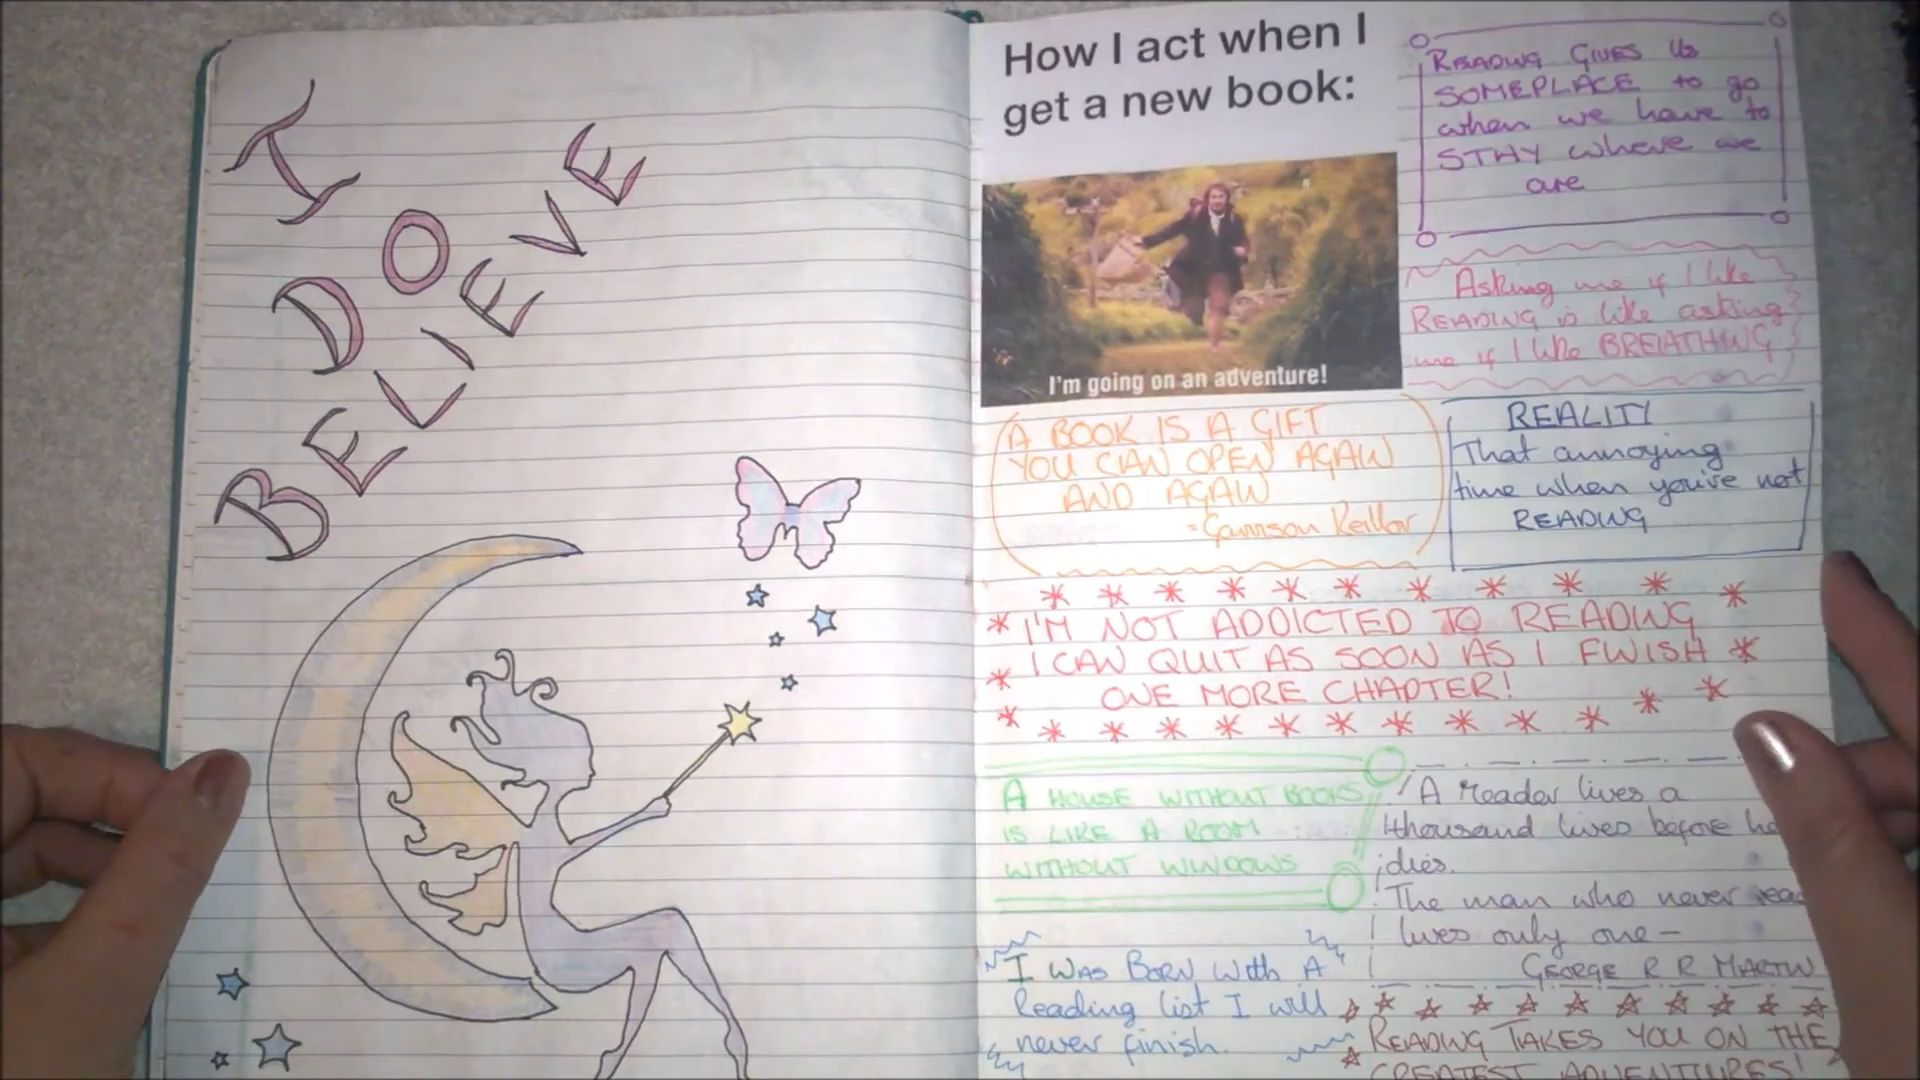 I
DO
BELIEVE
How I act when I
get a new book:
I'm going on an adventure!
READING GIVES US
SOMEPLACE to go
when we have to
STAY where we
are
Asking me if I like
READING is like asking
me if I like BREATHING
A BOOK IS A GIFT
YOU CAN OPEN AGAIN
AND AGAIN
- Garrison Keillor
REALITY
That annoying
time when you're not
READING
I'M NOT ADDICTED TO READING
I CAN QUIT AS SOON AS I FINISH
ONE MORE CHAPTER!
A HOUSE WITHOUT BOOKS
IS LIKE A ROOM
WITHOUT WINDOWS
A reader lives a
thousand lives before he
dies.
The man who never read
lives only one -
GEORGE R R MARTIN
I WAS BORN With A
Reading list I will
never finish.
READING TAKES YOU ON THE
GREATEST ADVENTURES!